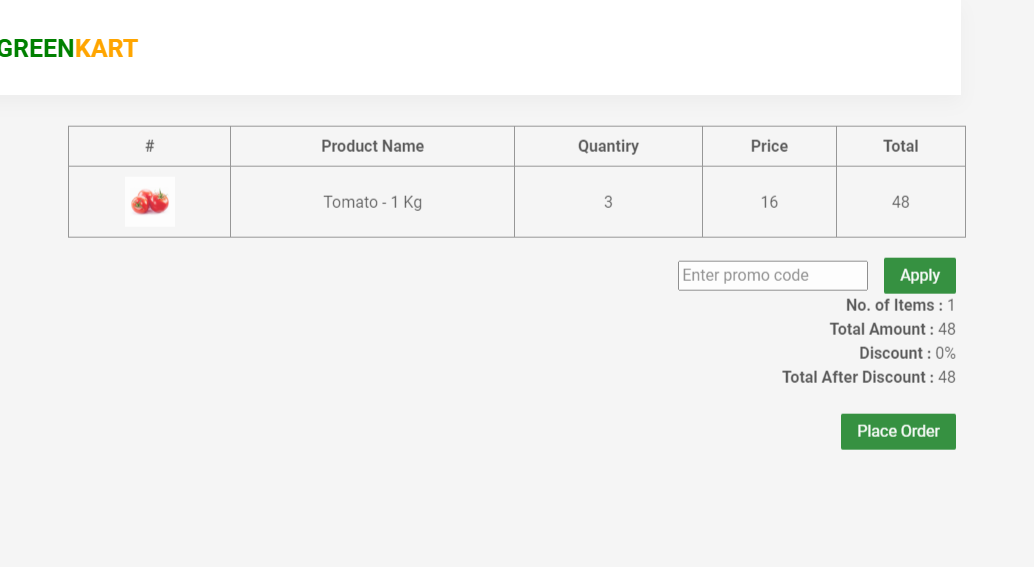 GREENKART
# Product Name Quantiry Price Total
Tomato - 1 Kg 3 16 48
Enter promo code Apply
No. of Items : 1
Total Amount : 48
Discount : 0%
Total After Discount : 48
Place Order